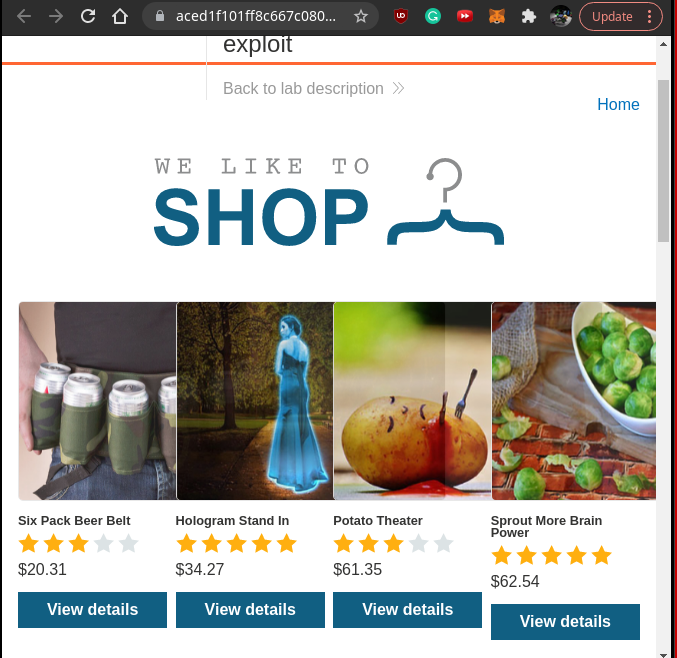 aced1f101ff8c667c080...
Update
exploit
Back to lab description
Home
WE LIKE TO
SHOP
Six Pack Beer Belt
$20.31
View details
Hologram Stand In
$34.27
View details
Potato Theater
$61.35
View details
Sprout More Brain
Power
$62.54
View details